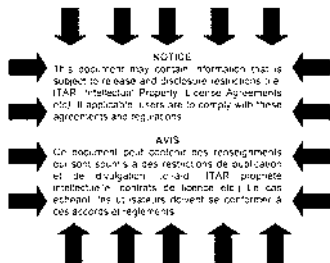 NOTICE
This document may contain information that is
subject to release and disclosure restrictions (i.e.
ITAR, Intellectual Property, License Agreements
etc). If applicable, users are to comply with these
agreements and regulations.
AVIS
Ce document peut contenir des renseignements
qui sont soumis à des restrictions de publication
et de divulgation ITAR propriété
intellectuelle, contrats de licence etc.) Le cas
échéant, les utilisateurs doivent se conformer à
ces accords et règlements.